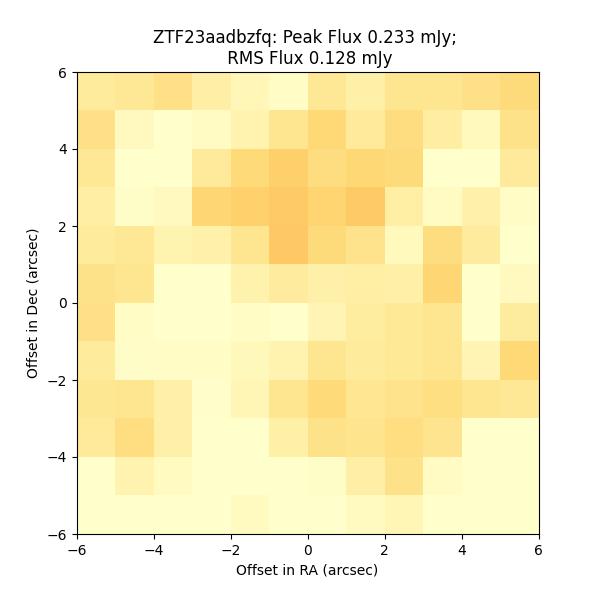 ZTF23aadbzfq: Peak Flux 0.233 mJy;
RMS Flux 0.128 mJy
6
4
2
0
−2
−4
−6
Offset in Dec (arcsec)
−6 −4 −2 0 2 4 6
Offset in RA (arcsec)